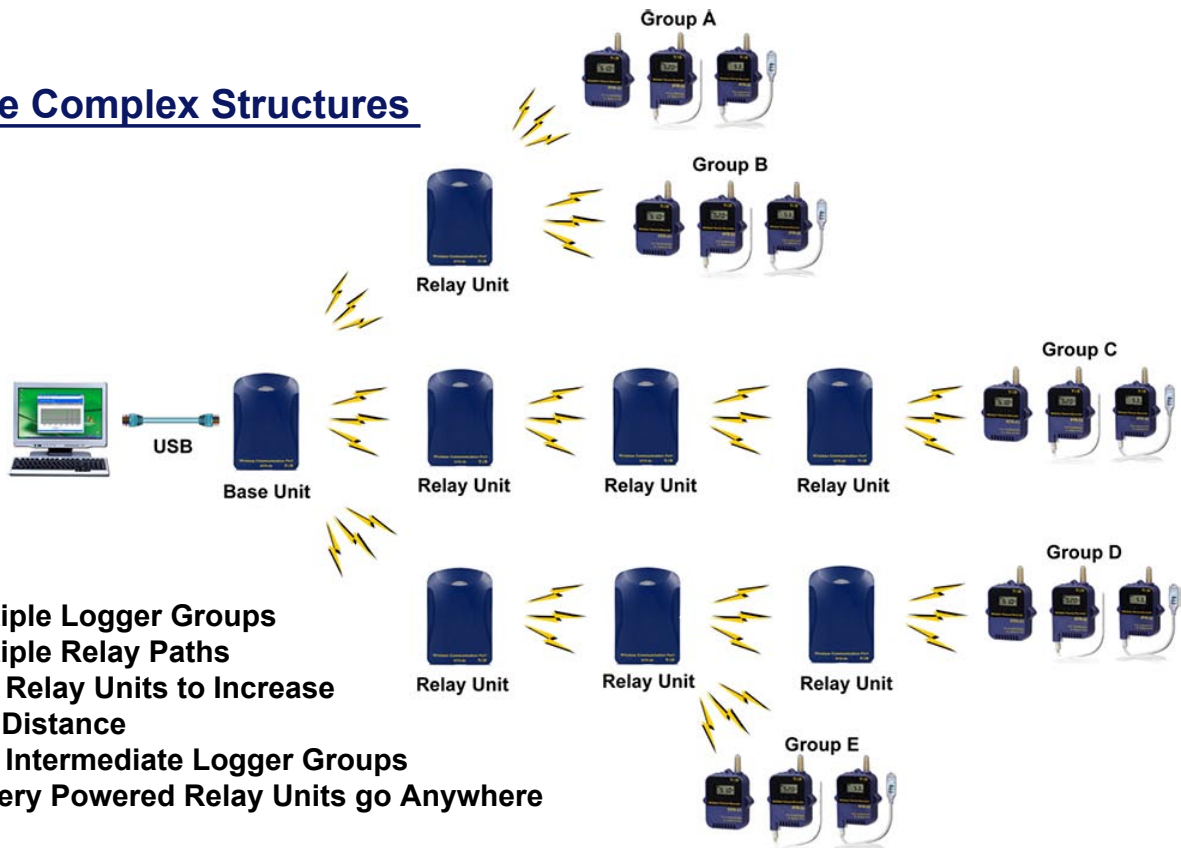 Group A
e Complex Structures
Group B
Relay Unit
Group C
USB
Base Unit
Relay Unit
Relay Unit
Relay Unit
Group D
iple Logger Groups
iple Relay Paths
Relay Units to Increase
Distance
Intermediate Logger Groups
ery Powered Relay Units go Anywhere
Relay Unit
Relay Unit
Relay Unit
Group E